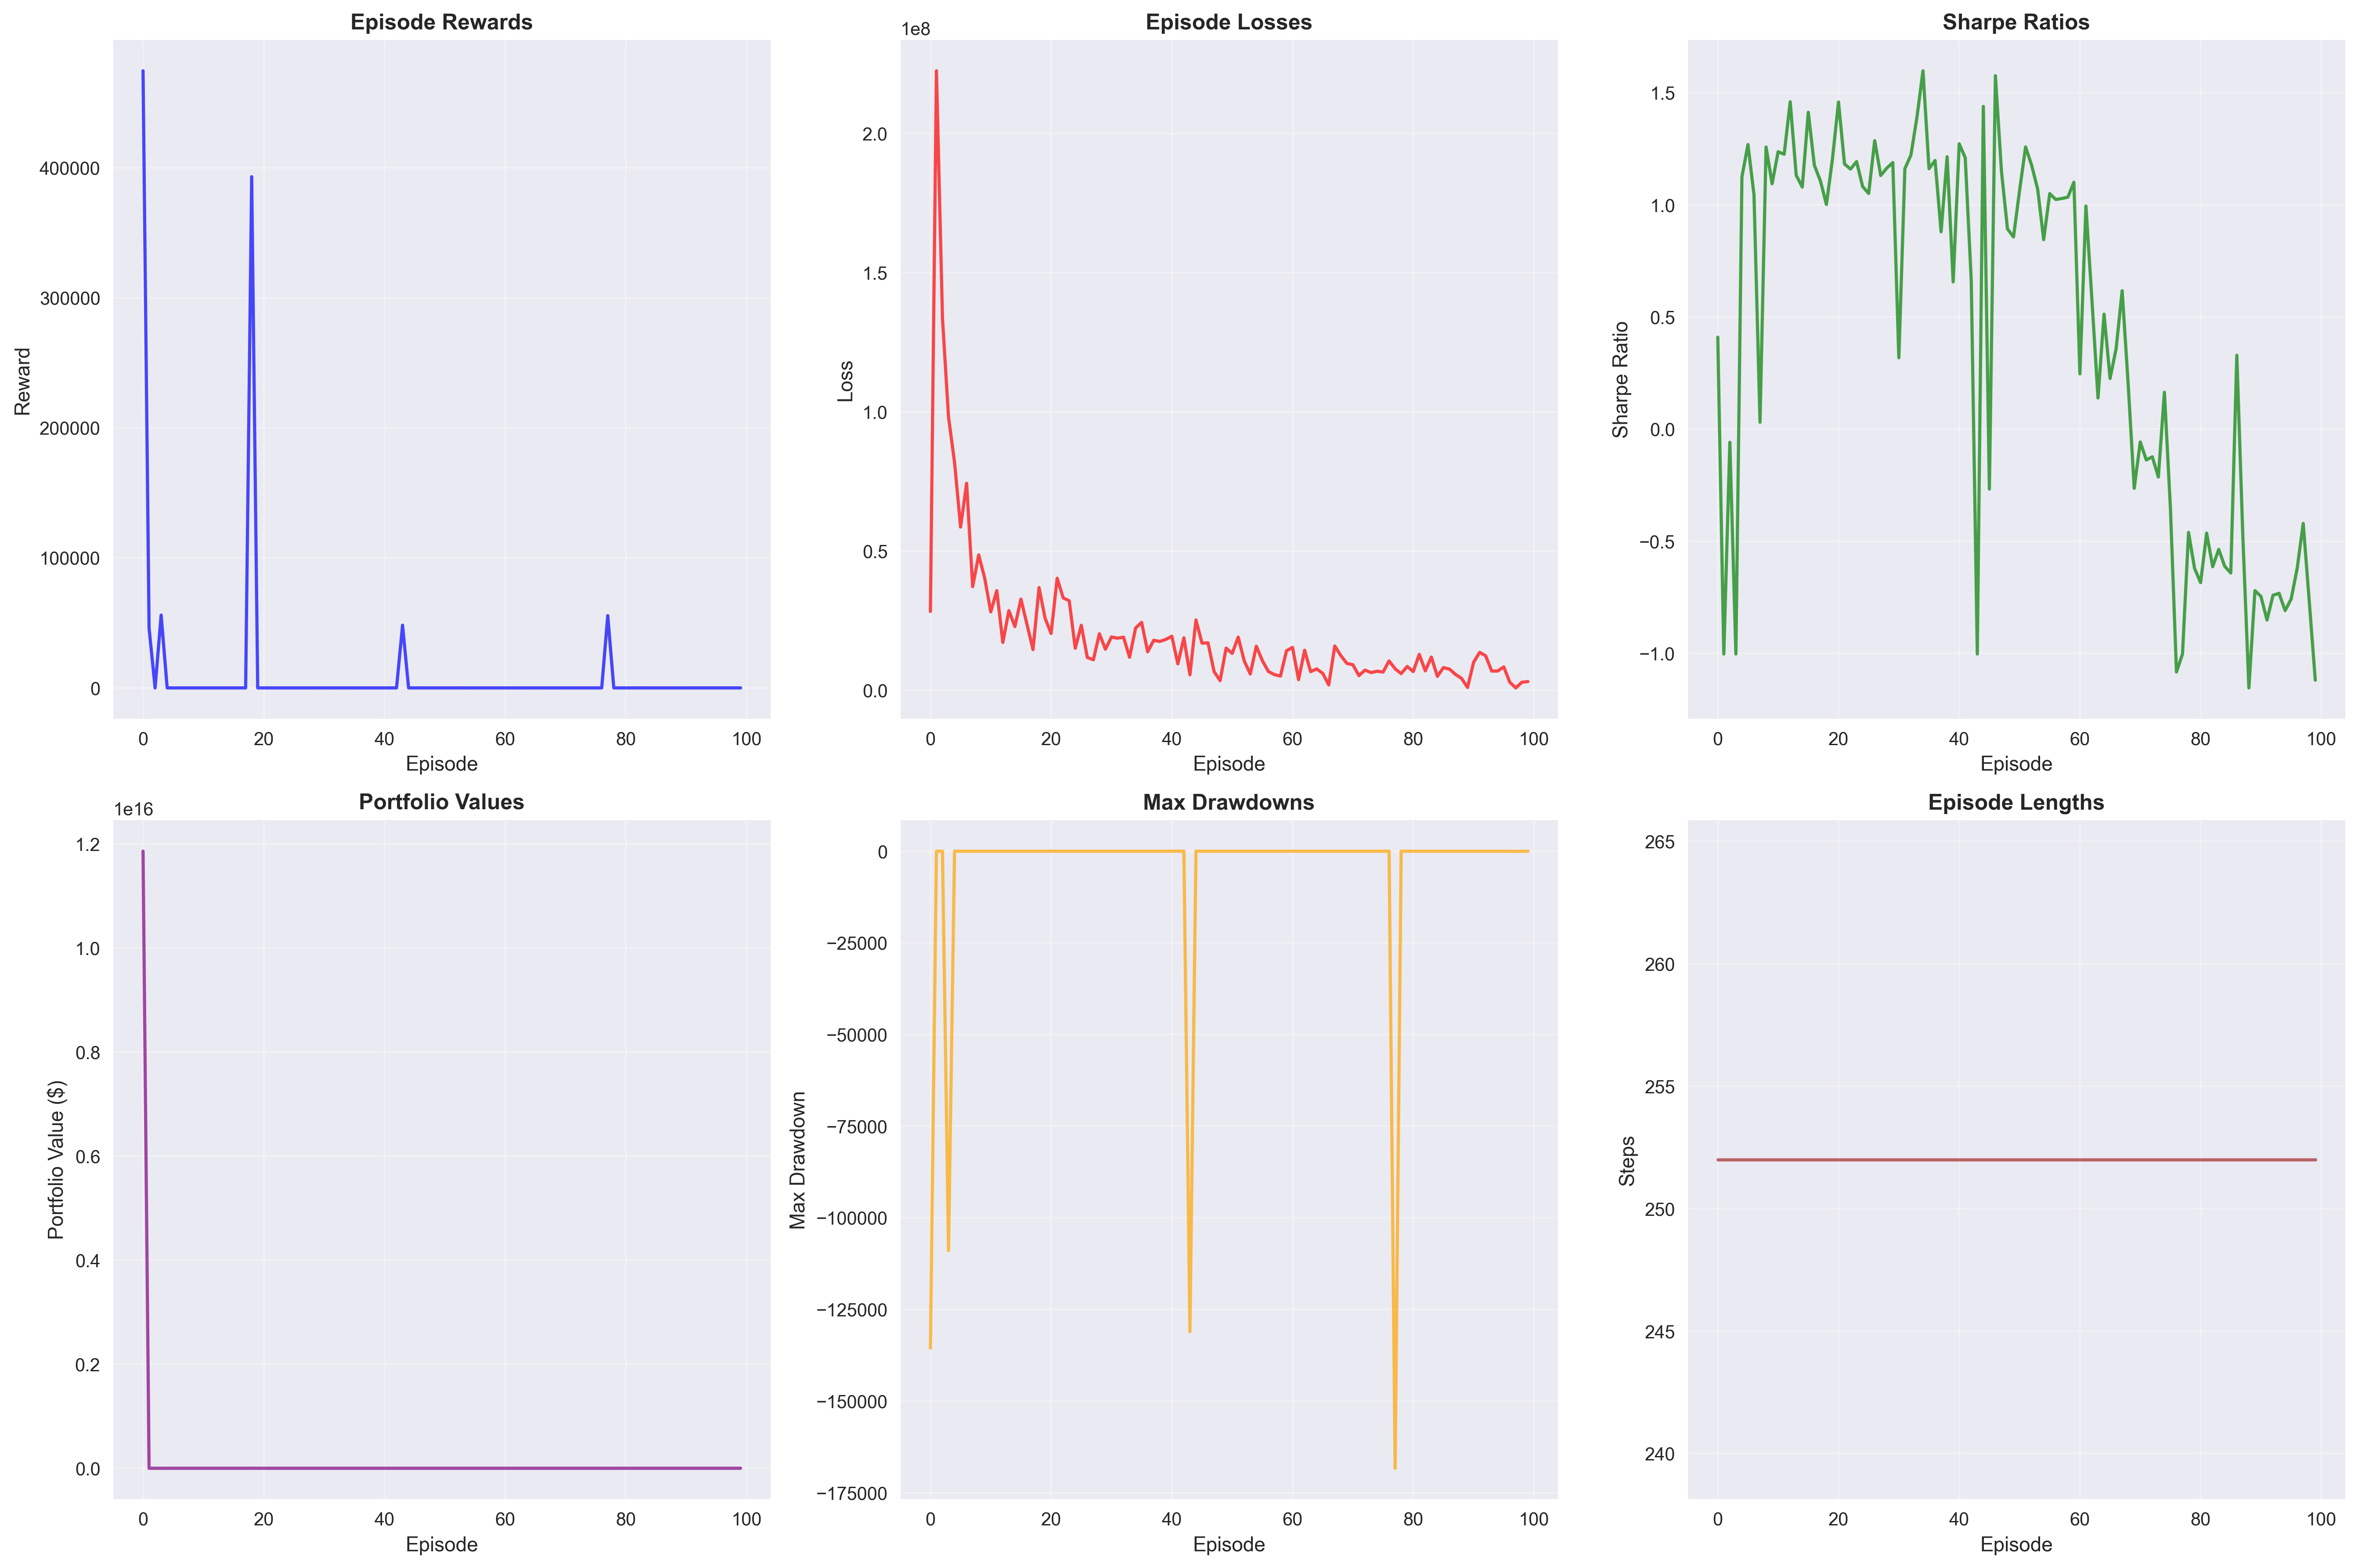 Episode Rewards
400000
300000
200000
100000
0
Reward
0 20 40 60 80 100
Episode
Episode Losses
1e8
2.0
1.5
1.0
0.5
0.0
Loss
0 20 40 60 80 100
Episode
Sharpe Ratios
1.5
1.0
0.5
0.0
−0.5
−1.0
Sharpe Ratio
0 20 40 60 80 100
Episode
Portfolio Values
1e16
1.2
1.0
0.8
0.6
0.4
0.2
0.0
Portfolio Value ($)
0 20 40 60 80 100
Episode
Max Drawdowns
0
−25000
−50000
−75000
−100000
−125000
−150000
−175000
Max Drawdown
0 20 40 60 80 100
Episode
Episode Lengths
265
260
255
250
245
240
Steps
0 20 40 60 80 100
Episode